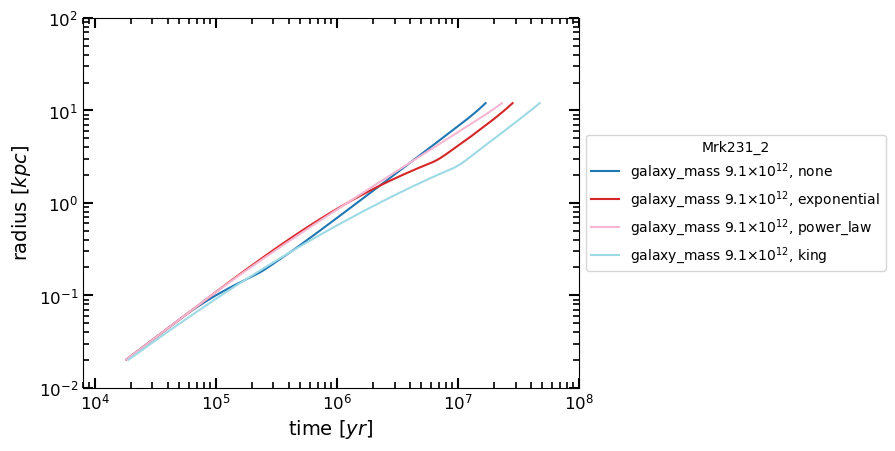 10²
10¹
10⁰
10⁻¹
10⁻²
radius [kpc]
10⁴ 10⁵ 10⁶ 10⁷ 10⁸
time [yr]
Mrk231_2
galaxy_mass 9.1×10¹², none
galaxy_mass 9.1×10¹², exponential
galaxy_mass 9.1×10¹², power_law
galaxy_mass 9.1×10¹², king